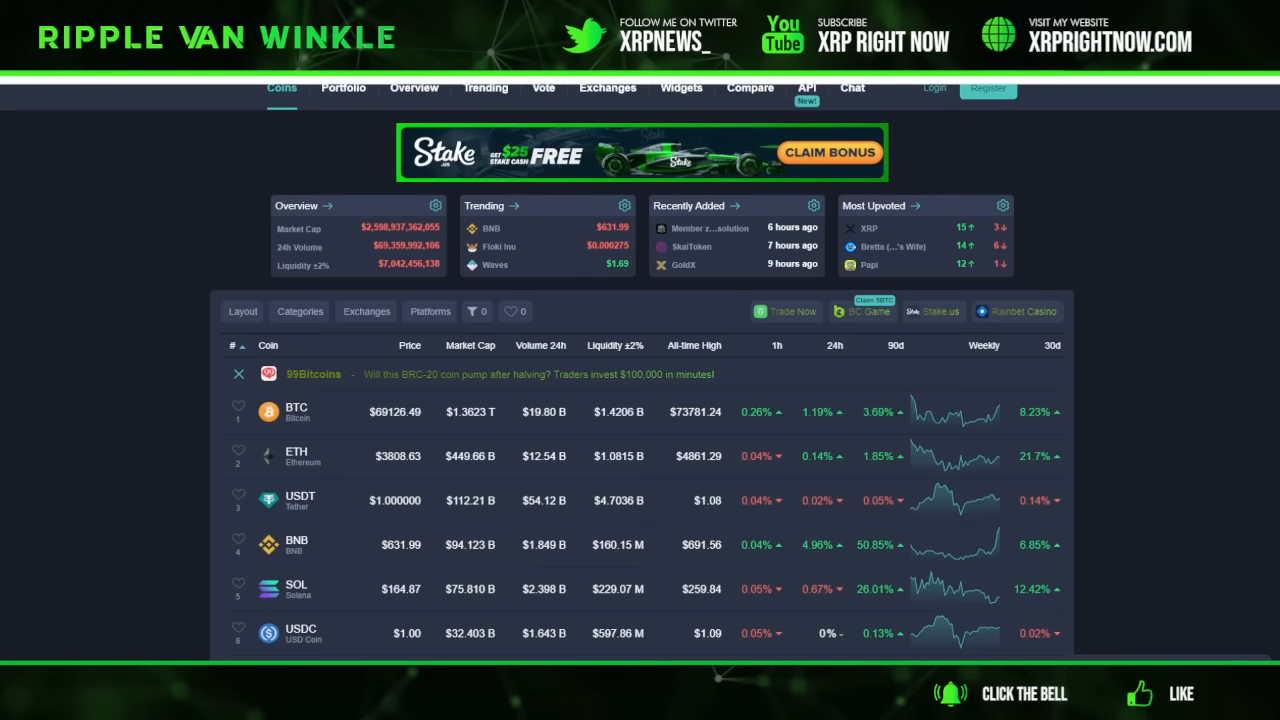 RIPPLE VAN WINKLE
FOLLOW ME ON TWITTER
XRPNEWS_
You Tube
SUBSCRIBE
XRP RIGHT NOW
VISIT MY WEBSITE
XRPRIGHTNOW.COM
Coins Portfolio Overview Trending Vote Exchanges Widgets Compare API Chat Login Register
New!
Stake .US GET $25 STAKE CASH FREE Stake CLAIM BONUS
Overview →
Market Cap $2,598,937,362,055
24h Volume $69,359,992,106
Liquidity ±2% $7,042,456,138
Trending →
BNB $631.99
Floki Inu $0.000275
Waves $1.69
Recently Added →
Member z...solution 6 hours ago
SkaiToken 7 hours ago
GoldX 9 hours ago
Most Upvoted →
XRP 15↑ 3↓
Bretta (...'s Wife) 14↑ 6↓
Papi 12↑ 1↓
Layout Categories Exchanges Platforms 0 0 Trade Now BC Game Stake.us Rainbet Casino
Claim 5BTC
# Coin Price Market Cap Volume 24h Liquidity ±2% All-time High 1h 24h 90d Weekly 30d
99Bitcoins - Will this BRC-20 coin pump after halving? Traders invest $100,000 in minutes!
1 BTC Bitcoin $69126.49 $1.3623 T $19.80 B $1.4206 B $73781.24 0.26% 1.19% 3.69% 8.23%
2 ETH Ethereum $3808.63 $449.66 B $12.54 B $1.0815 B $4861.29 0.04% 0.14% 1.85% 21.7%
3 USDT Tether $1.000000 $112.21 B $54.12 B $4.7036 B $1.08 0.04% 0.02% 0.05% 0.14%
4 BNB BNB $631.99 $94.123 B $1.849 B $160.15 M $691.56 0.04% 4.96% 50.85% 6.85%
5 SOL Solana $164.87 $75.810 B $2.398 B $229.07 M $259.84 0.05% 0.67% 26.01% 12.42%
6 USDC USD Coin $1.00 $32.403 B $1.643 B $597.86 M $1.09 0.05% 0% - 0.13% 0.02%
CLICK THE BELL
LIKE